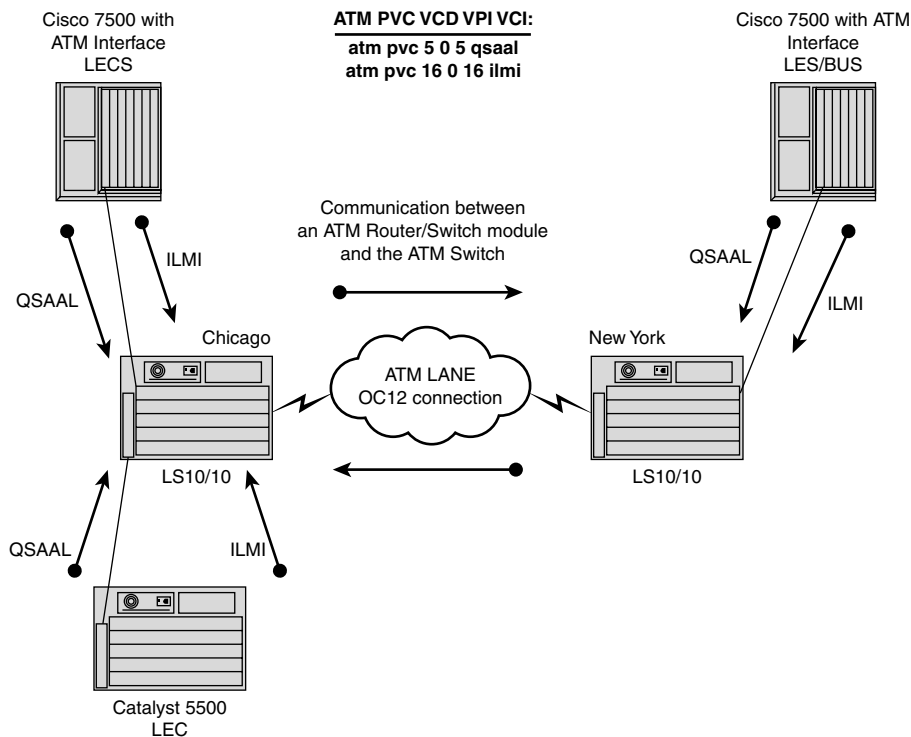 Cisco 7500 with
ATM Interface
LECS
ATM PVC VCD VPI VCI:
atm pvc 5 0 5 qsaal
atm pvc 16 0 16 ilmi
Cisco 7500 with ATM
Interface
LES/BUS
Communication between
an ATM Router/Switch module
and the ATM Switch
QSAAL
ILMI
QSAAL
ILMI
Chicago
New York
ATM LANE
OC12 connection
LS10/10
LS10/10
QSAAL
ILMI
Catalyst 5500
LEC